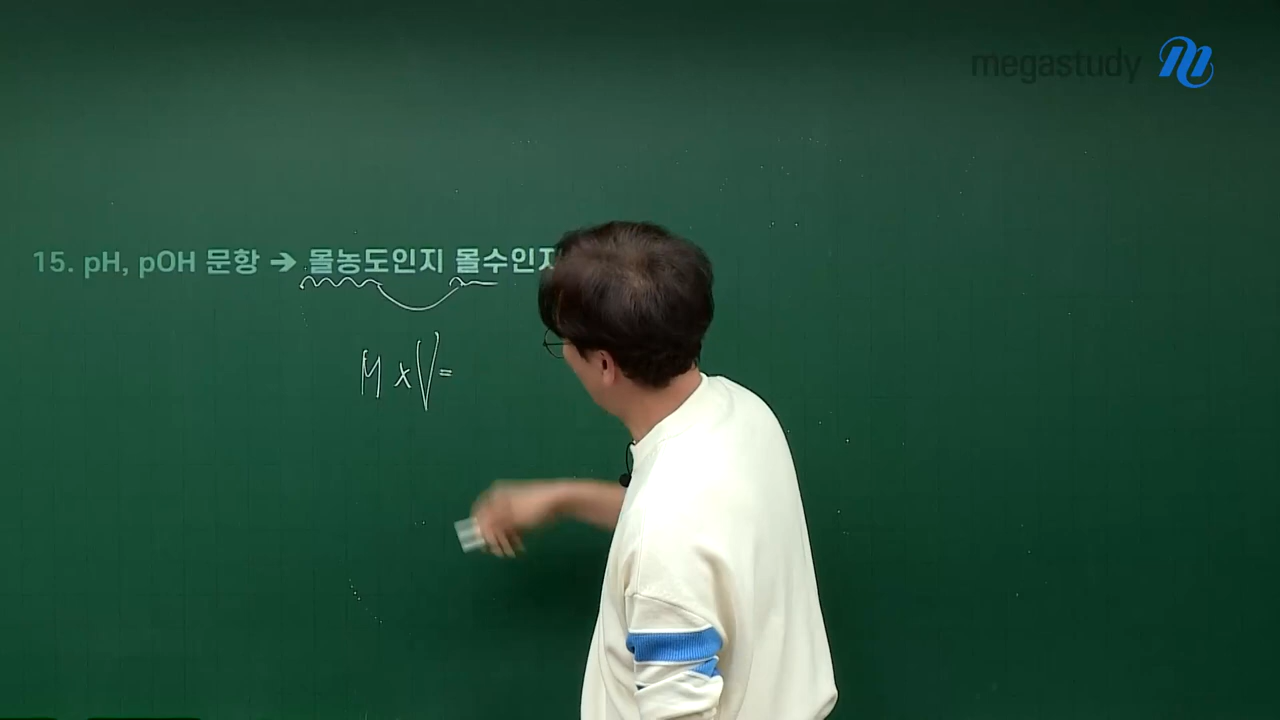 megastudy
15. pH, pOH 문항 → 몰농도인지 몰수인지
M × V =